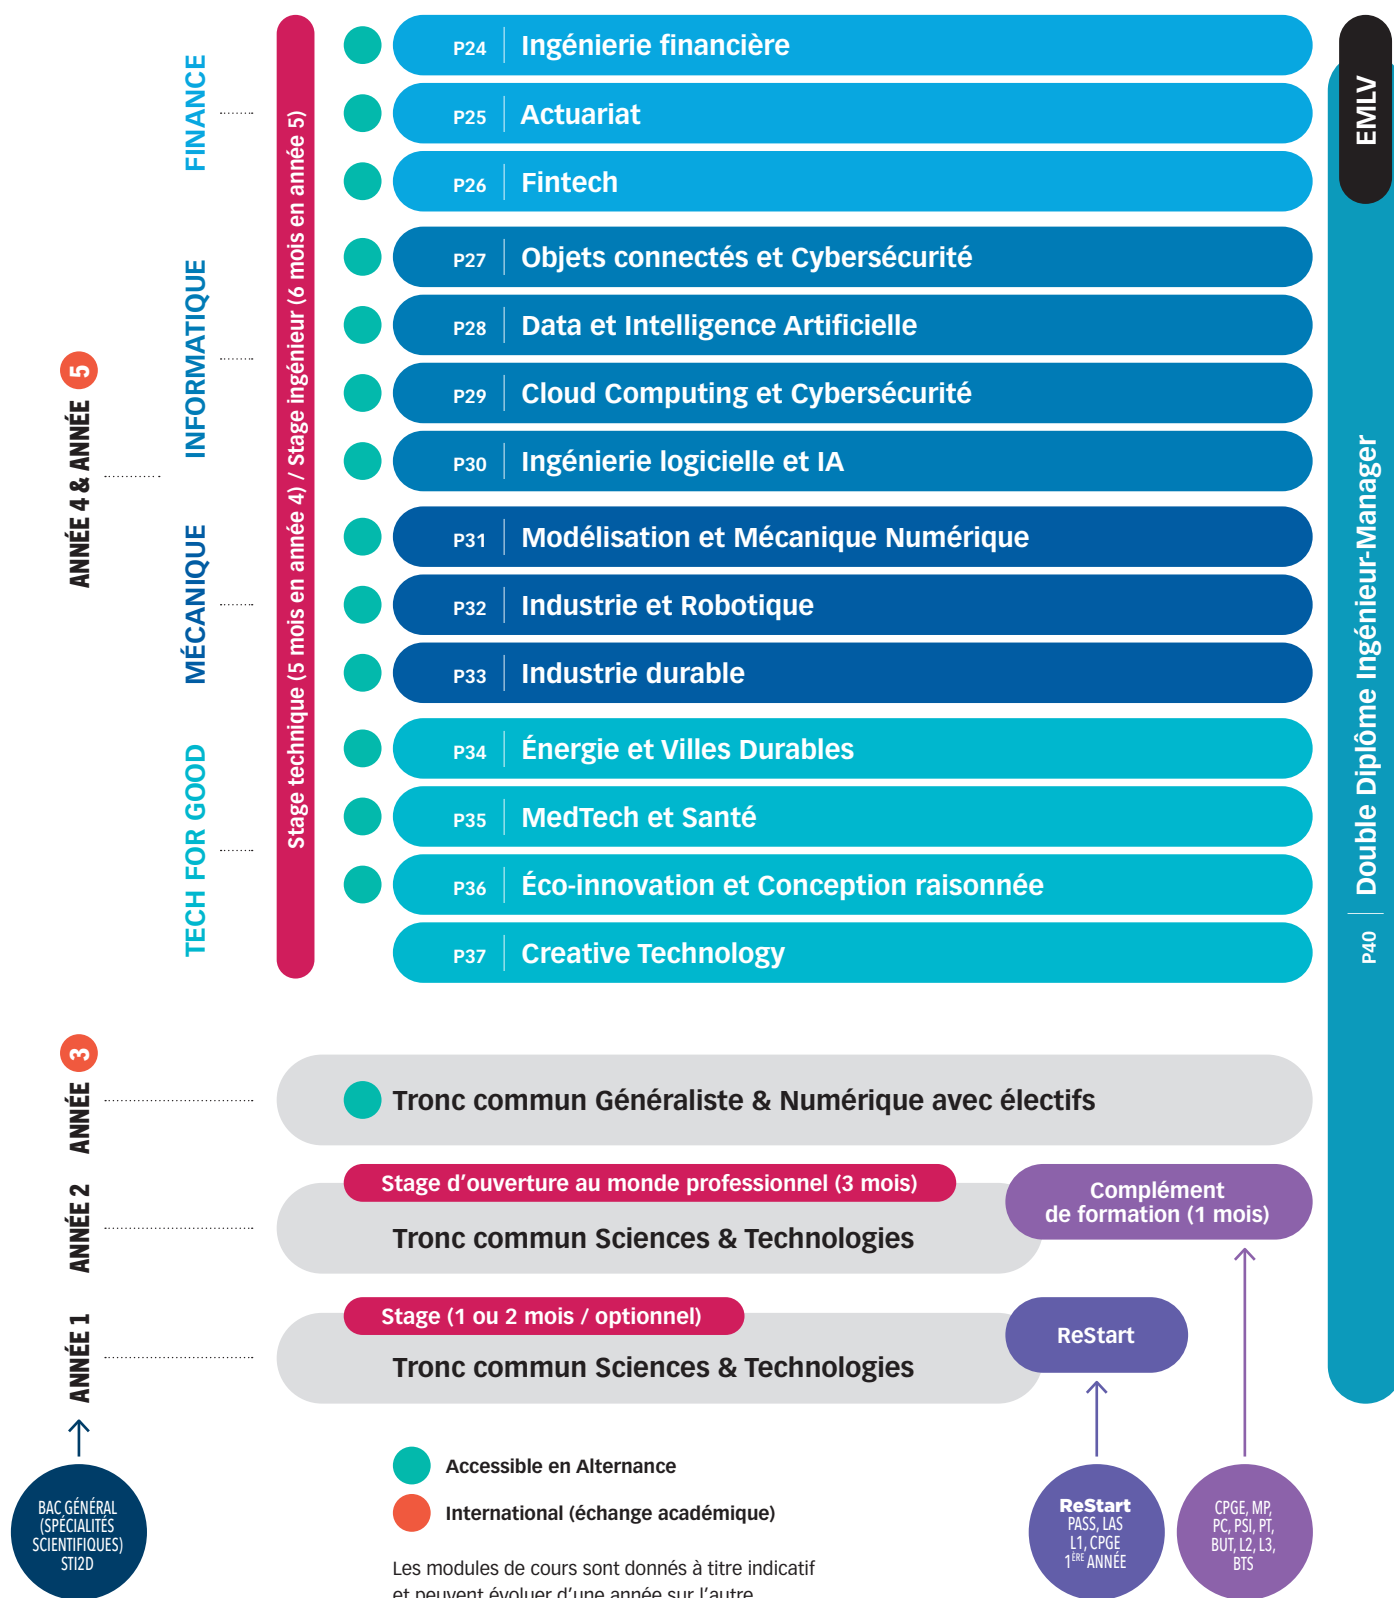 FINANCE
INFORMATIQUE
MÉCANIQUE
TECH FOR GOOD
ANNÉE 4 & ANNÉE 5
Stage technique (5 mois en année 4) / Stage ingénieur (6 mois en année 5)
P24 Ingénierie financière
P25 Actuariat
P26 Fintech
P27 Objets connectés et Cybersécurité
P28 Data et Intelligence Artificielle
P29 Cloud Computing et Cybersécurité
P30 Ingénierie logicielle et IA
P31 Modélisation et Mécanique Numérique
P32 Industrie et Robotique
P33 Industrie durable
P34 Énergie et Villes Durables
P35 MedTech et Santé
P36 Éco-innovation et Conception raisonnée
P37 Creative Technology
EMLV
P40 Double Diplôme Ingénieur-Manager
ANNÉE 3
Tronc commun Généraliste & Numérique avec électifs
ANNÉE 2
Stage d'ouverture au monde professionnel (3 mois)
Tronc commun Sciences & Technologies
Complément
de formation (1 mois)
ANNÉE 1
Stage (1 ou 2 mois / optionnel)
Tronc commun Sciences & Technologies
ReStart
BAC GÉNÉRAL
(SPÉCIALITÉS
SCIENTIFIQUES)
STI2D
Accessible en Alternance
International (échange académique)
Les modules de cours sont donnés à titre indicatif
et peuvent évoluer d'une année sur l'autre
ReStart
PASS, LAS
L1, CPGE
1ÈRE ANNÉE
CPGE, MP,
PC, PSI, PT,
BUT, L2, L3,
BTS